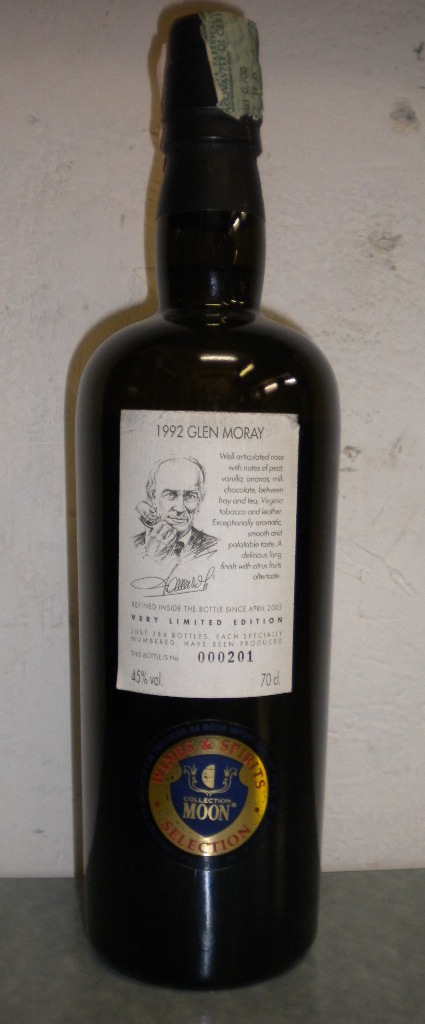 1992 GLEN MORAY
Well articulated nose
with notes of peat,
vanilla, ananas, milk
chocolate, between
hay and tea, Virginia
tobacco and leather.
Exceptionally aromatic,
smooth and
palatable taste. A
delicious long
finish with citrus fruits
aftertaste.
REFINED INSIDE THE BOTTLE SINCE APRIL 2005
VERY LIMITED EDITION
JUST 384 BOTTLES, EACH SPECIALLY
NUMBERED, HAVE BEEN PRODUCED
THIS BOTTLE IS No. 000201
45% vol. 70 cl.
WINES & SPIRITS
COLLECTION
MOON
SELECTION